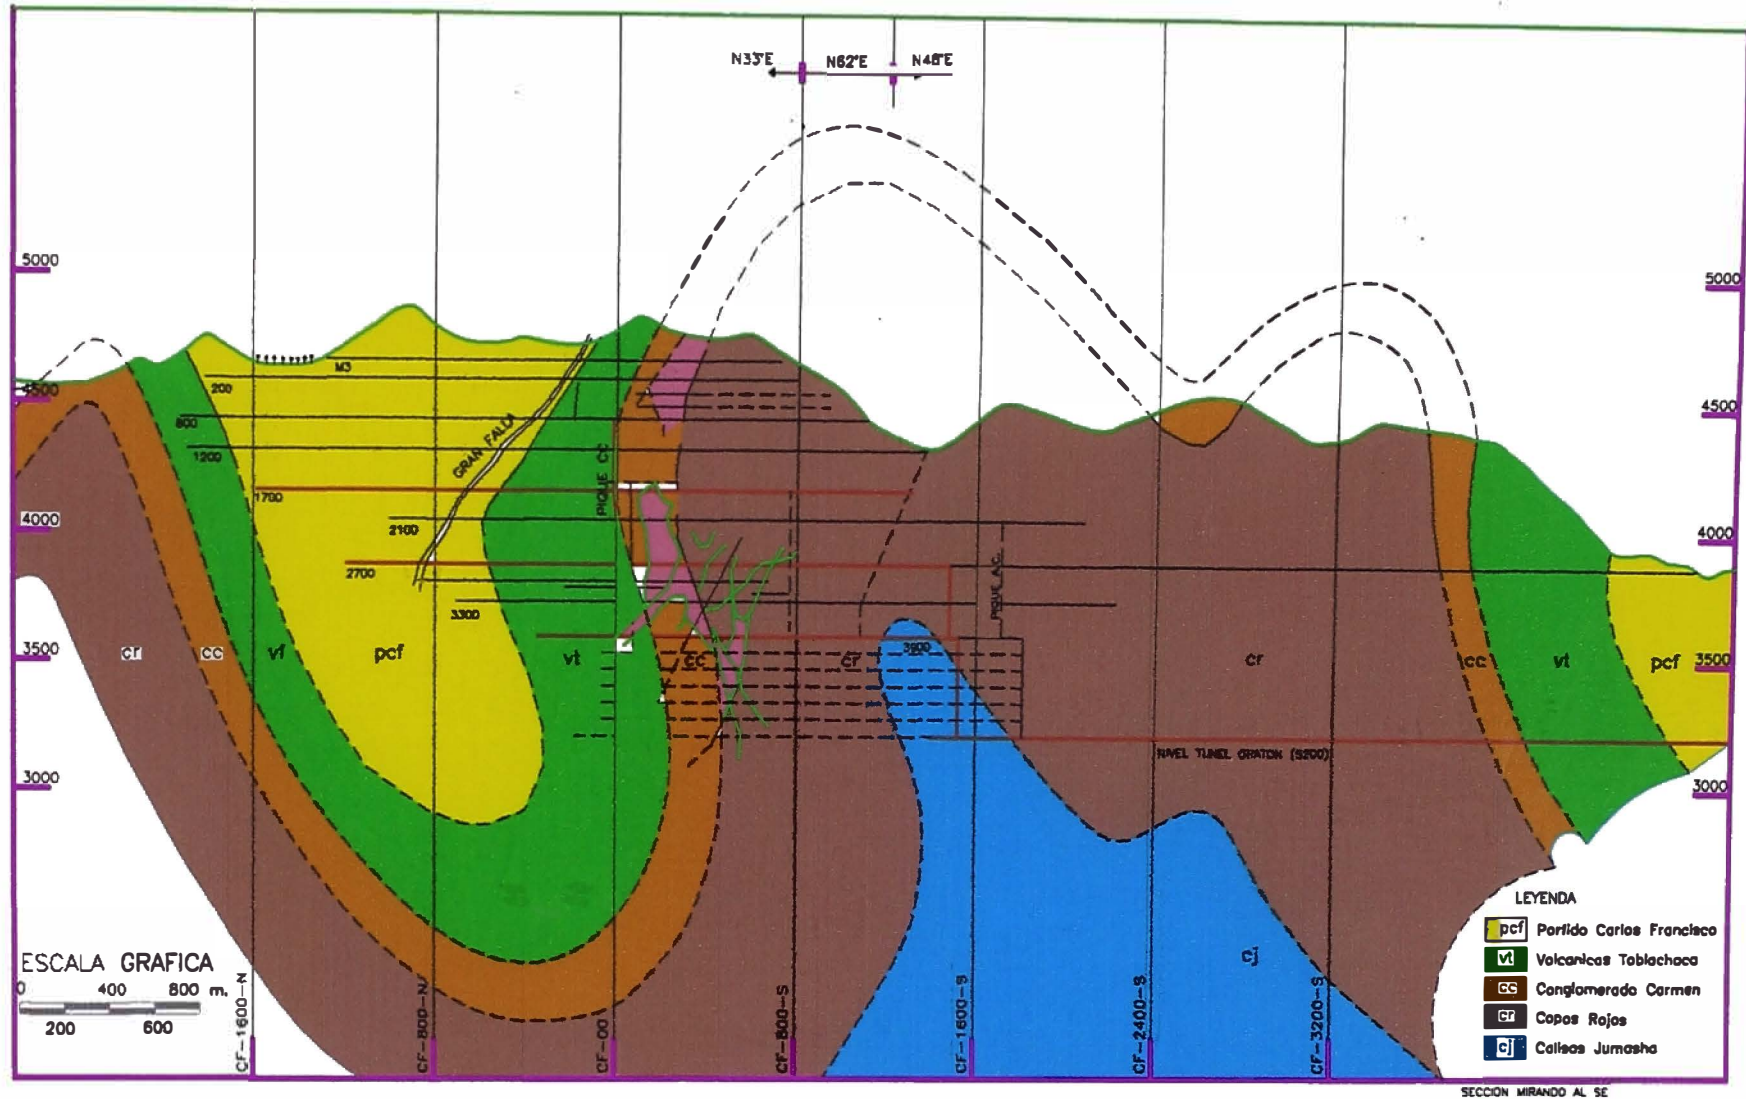 N33°E
N62°E
N48°E
5000
5000
4500
4500
4000
4000
3500
3500
3000
3000
M3
200
800
1200
1700
2100
2700
3300
3900
GRAN FALLA
PIQUE CC
PIQUE A.C.
cr
cc
vt
pcf
vt
cc
cr
cr
cc
vt
pcf
cj
NIVEL TUNEL GRATON (5200)
ESCALA GRAFICA
0 400 800 m.
200 600
CF-1600-N
CF-800-N
CF-00
CF-800-S
CF-1600-S
CF-2400-S
CF-3200-S
LEYENDA
pcf Porfido Carlos Francisco
vt Volcanicas Tablachaca
cc Conglomerado Carmen
cr Capas Rojas
cj Calizas Jumasha
SECCION MIRANDO AL SE